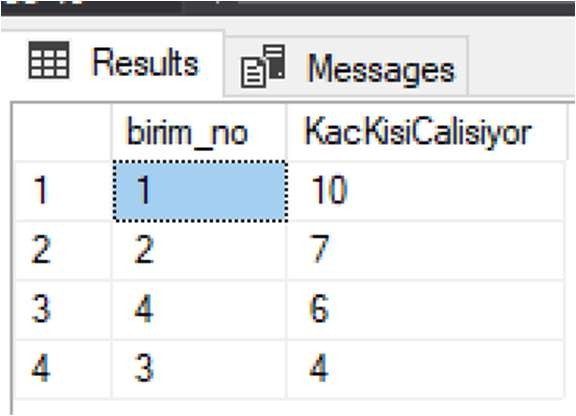 Results Messages
birim_no KacKisiCalisiyor
1 1 10
2 2 7
3 4 6
4 3 4